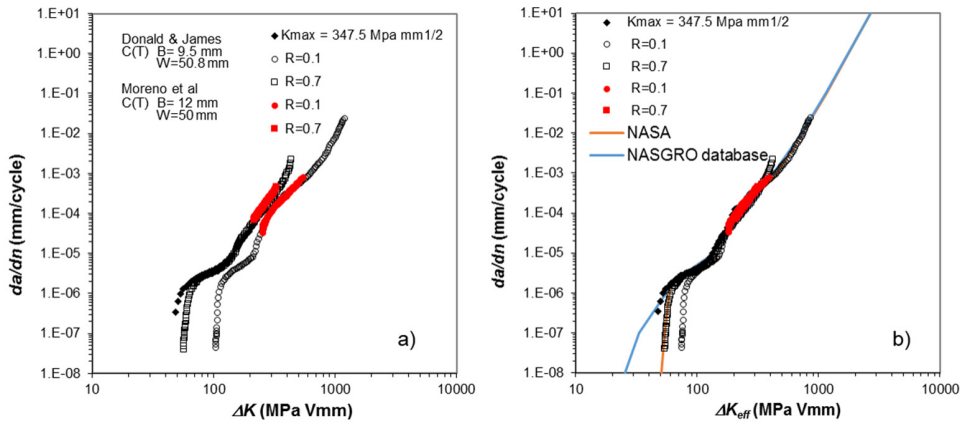 1.E+01
1.E+00
1.E-01
1.E-02
1.E-03
1.E-04
1.E-05
1.E-06
1.E-07
1.E-08
da/dn (mm/cycle)
Donald & James
C(T) B= 9.5 mm
W=50.8 mm
Moreno et al
C(T) B= 12 mm
W=50 mm
Kmax = 347.5 Mpa mm1/2
R=0.1
R=0.7
R=0.1
R=0.7
a)
10
100
1000
10000
ΔK (MPa Vmm)
1.E+01
1.E+00
1.E-01
1.E-02
1.E-03
1.E-04
1.E-05
1.E-06
1.E-07
1.E-08
da/dn (mm/cycle)
Kmax = 347.5 Mpa mm1/2
R=0.1
R=0.7
R=0.1
R=0.7
NASA
NASGRO database
b)
10
100
1000
10000
ΔKeff (MPa Vmm)